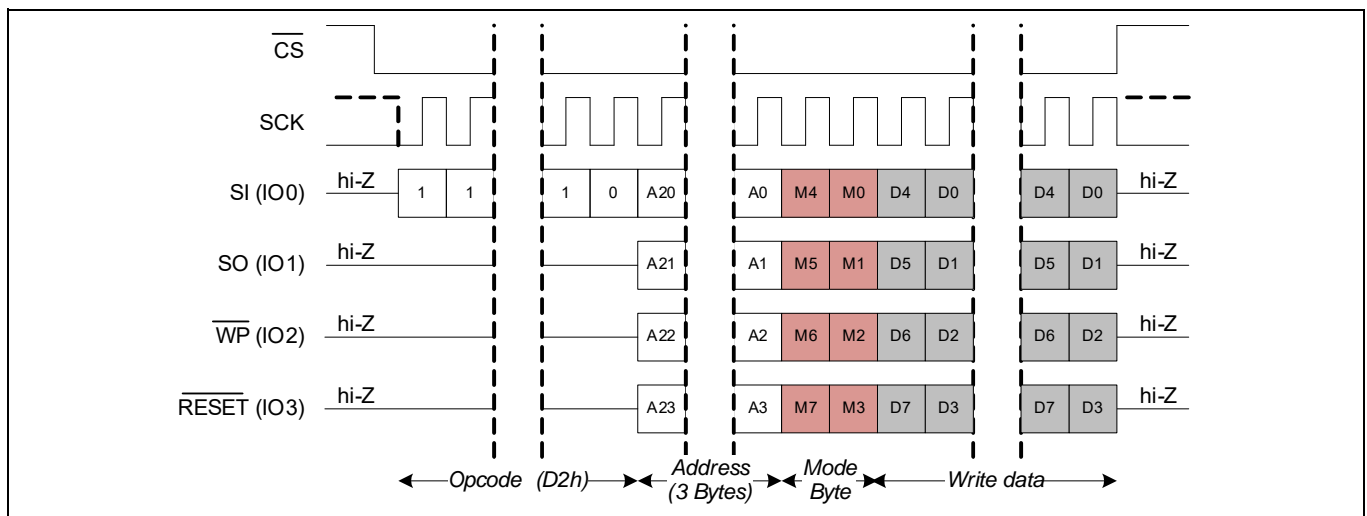 CS
SCK
SI (IO0) hi-Z 1 1 1 0 A20 A0 M4 M0 D4 D0 D4 D0 hi-Z
SO (IO1) hi-Z A21 A1 M5 M1 D5 D1 D5 D1 hi-Z
WP (IO2) hi-Z A22 A2 M6 M2 D6 D2 D6 D2 hi-Z
RESET (IO3) hi-Z A23 A3 M7 M3 D7 D3 D7 D3 hi-Z
Opcode (D2h) Address Mode Write data
(3 Bytes) Byte